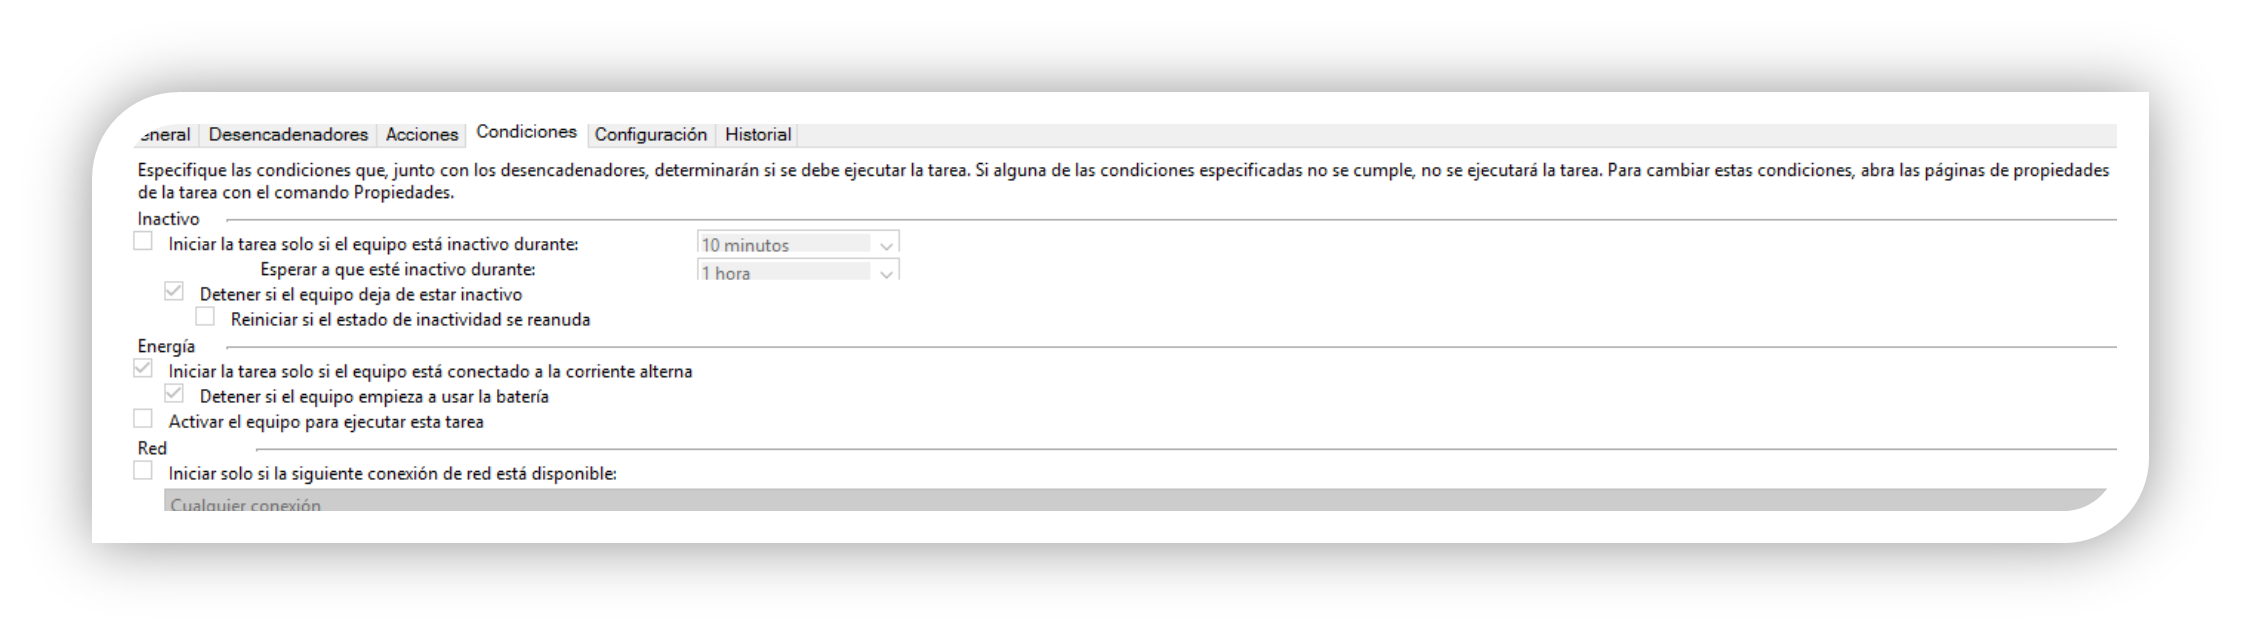 eneral Desencadenadores Acciones Condiciones Configuración Historial
Especifique las condiciones que, junto con los desencadenadores, determinarán si se debe ejecutar la tarea. Si alguna de las condiciones especificadas no se cumple, no se ejecutará la tarea. Para cambiar estas condiciones, abra las páginas de propiedades
de la tarea con el comando Propiedades.
Inactivo
Iniciar la tarea solo si el equipo está inactivo durante: 10 minutos
Esperar a que esté inactivo durante: 1 hora
Detener si el equipo deja de estar inactivo
Reiniciar si el estado de inactividad se reanuda
Energía
Iniciar la tarea solo si el equipo está conectado a la corriente alterna
Detener si el equipo empieza a usar la batería
Activar el equipo para ejecutar esta tarea
Red
Iniciar solo si la siguiente conexión de red está disponible:
Cualquier conexión